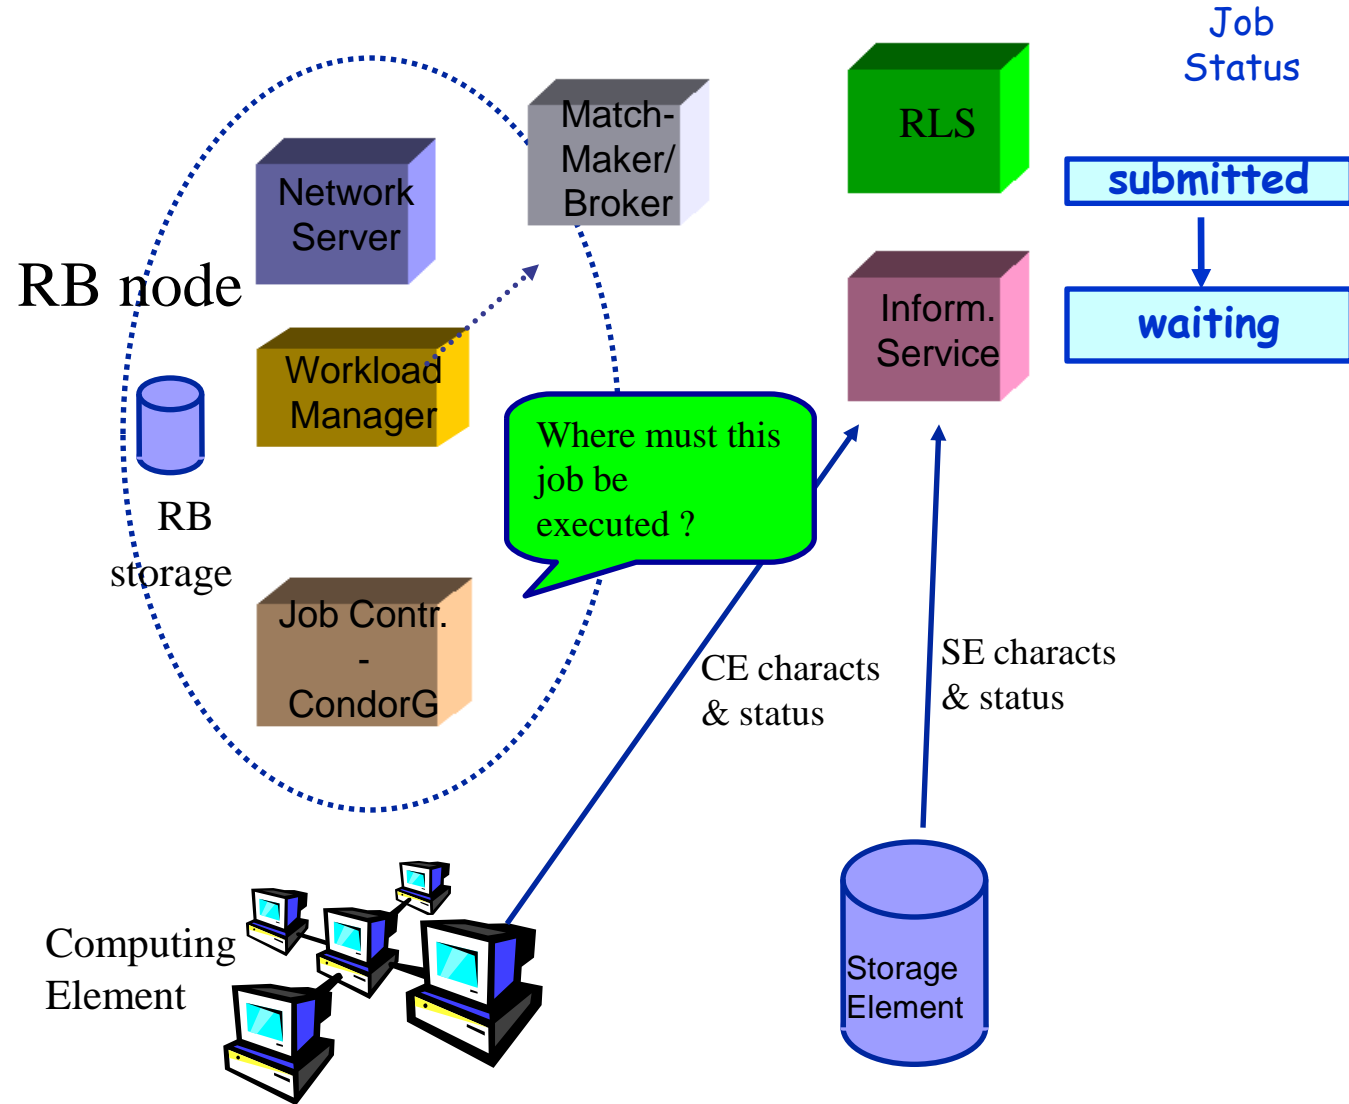 Job
Status
Match-
Maker/
Broker
RLS
submitted
Network
Server
RB node
Inform.
Service
waiting
Workload
Manager
Where must this
job be
executed ?
RB
storage
Job Contr.
-
CondorG
CE characts
& status
SE characts
& status
Computing
Element
Storage
Element